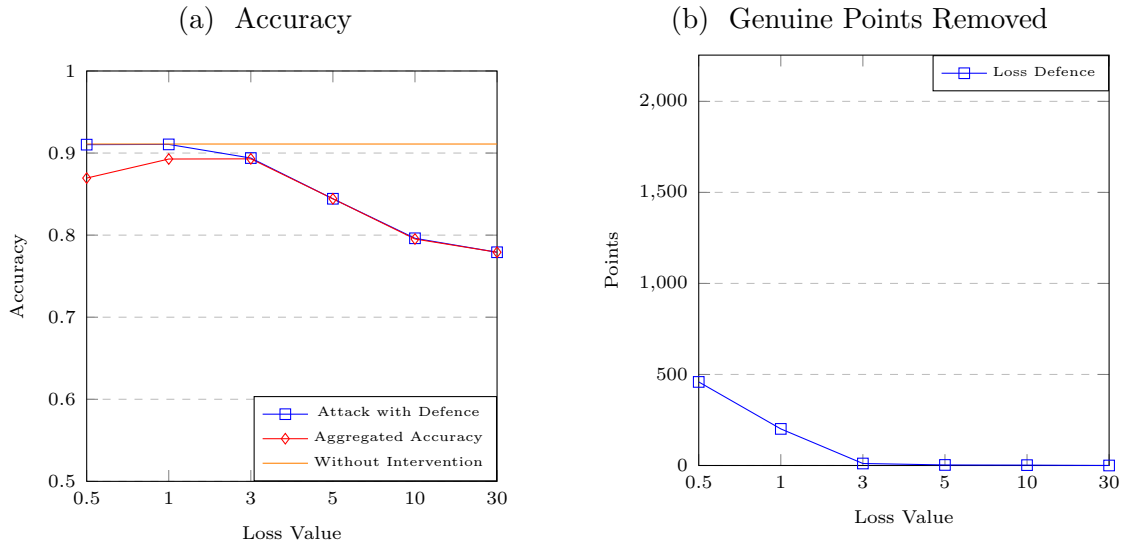 (a) Accuracy
1
0.9
0.8
0.7
0.6
0.5
0.5 1 3 5 10 30
Accuracy
Loss Value
Attack with Defence
Aggregated Accuracy
Without Intervention
(b) Genuine Points Removed
2,000
1,500
1,000
500
0
0.5 1 3 5 10 30
Points
Loss Value
Loss Defence